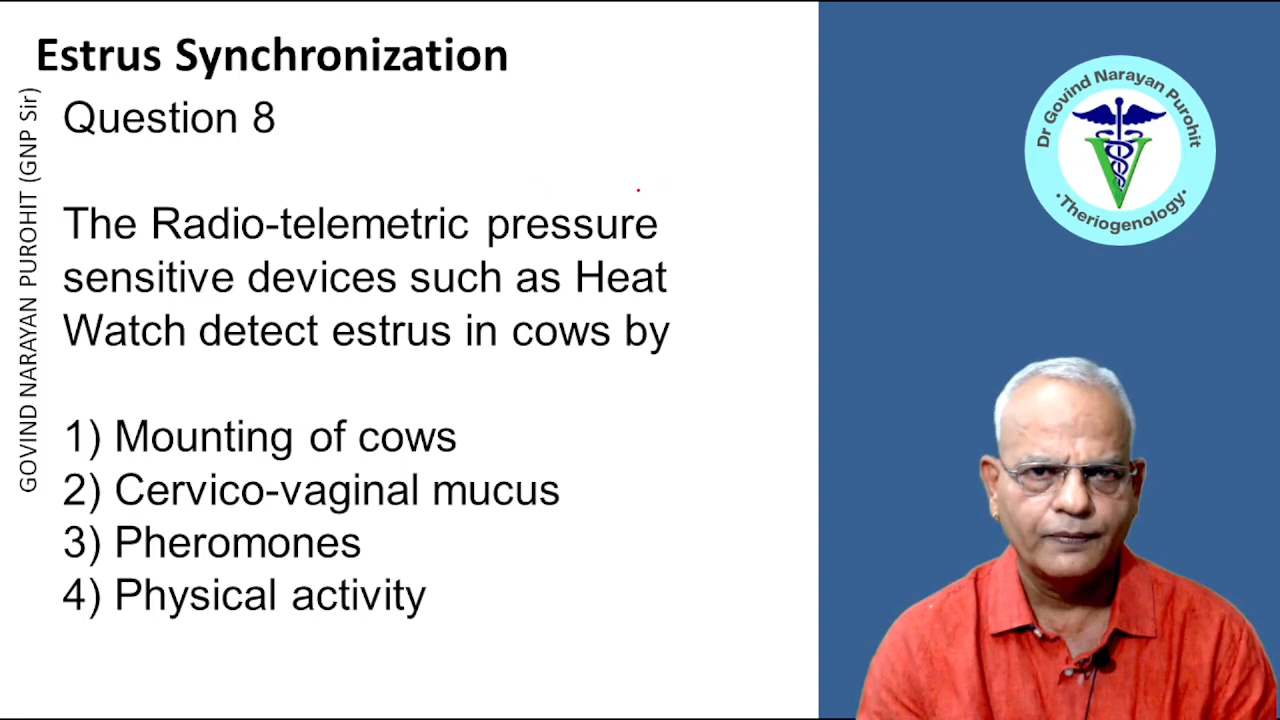 Estrus Synchronization
GOVIND NARAYAN PUROHIT (GNP Sir)
Question 8
The Radio-telemetric pressure
sensitive devices such as Heat
Watch detect estrus in cows by
1) Mounting of cows
2) Cervico-vaginal mucus
3) Pheromones
4) Physical activity
Dr Govind Narayan Purohit
V
•Theriogenology•